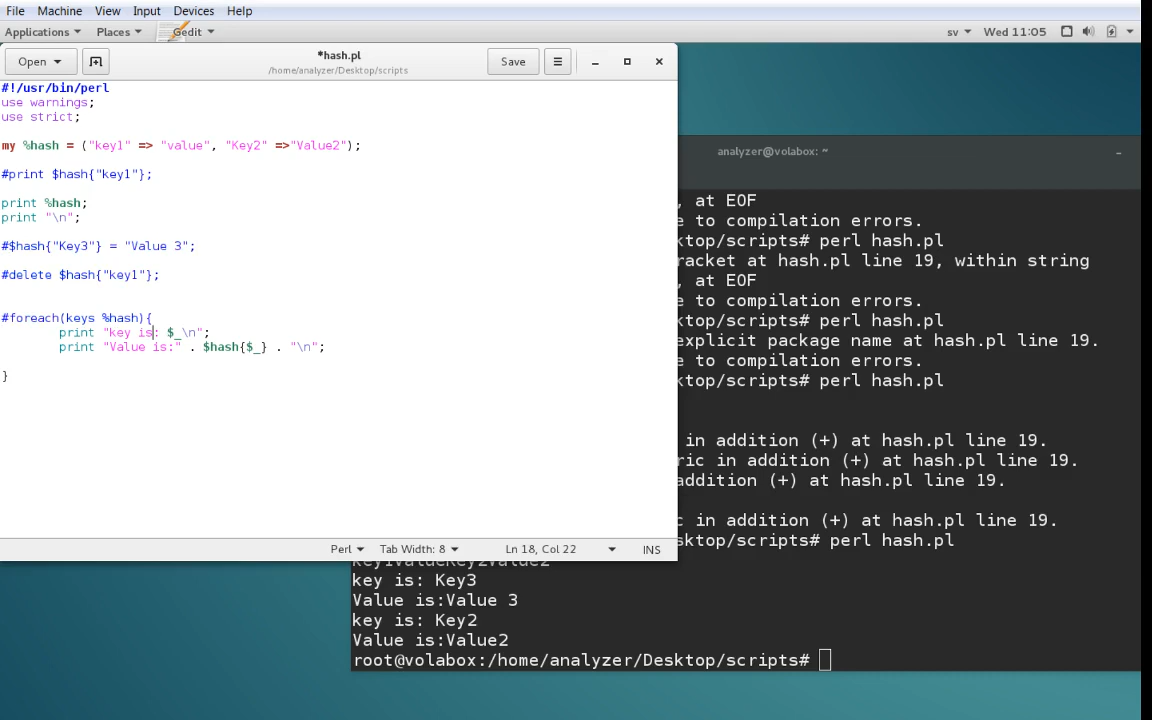 File Machine View Input Devices Help
Applications Places Gedit sv Wed 11:05
Open *hash.pl Save
/home/analyzer/Desktop/scripts
#!/usr/bin/perl
use warnings;
use strict;
my %hash = ("key1" => "value", "Key2" =>"Value2");
#print $hash{"key1"};
print %hash;
print "\n";
#$hash{"Key3"} = "Value 3";
#delete $hash{"key1"};
#foreach(keys %hash){
print "key is: $_\n";
print "Value is:" . $hash{$_} . "\n";
}
Perl Tab Width: 8 Ln 18, Col 22 INS
analyzer@volabox: ~
, at EOF
e to compilation errors.
ktop/scripts# perl hash.pl
racket at hash.pl line 19, within string
, at EOF
e to compilation errors.
ktop/scripts# perl hash.pl
explicit package name at hash.pl line 19.
e to compilation errors.
ktop/scripts# perl hash.pl
in addition (+) at hash.pl line 19.
ric in addition (+) at hash.pl line 19.
addition (+) at hash.pl line 19.
c in addition (+) at hash.pl line 19.
sktop/scripts# perl hash.pl
key1valueKey2Value2
key is: Key3
Value is:Value 3
key is: Key2
Value is:Value2
root@volabox:/home/analyzer/Desktop/scripts#